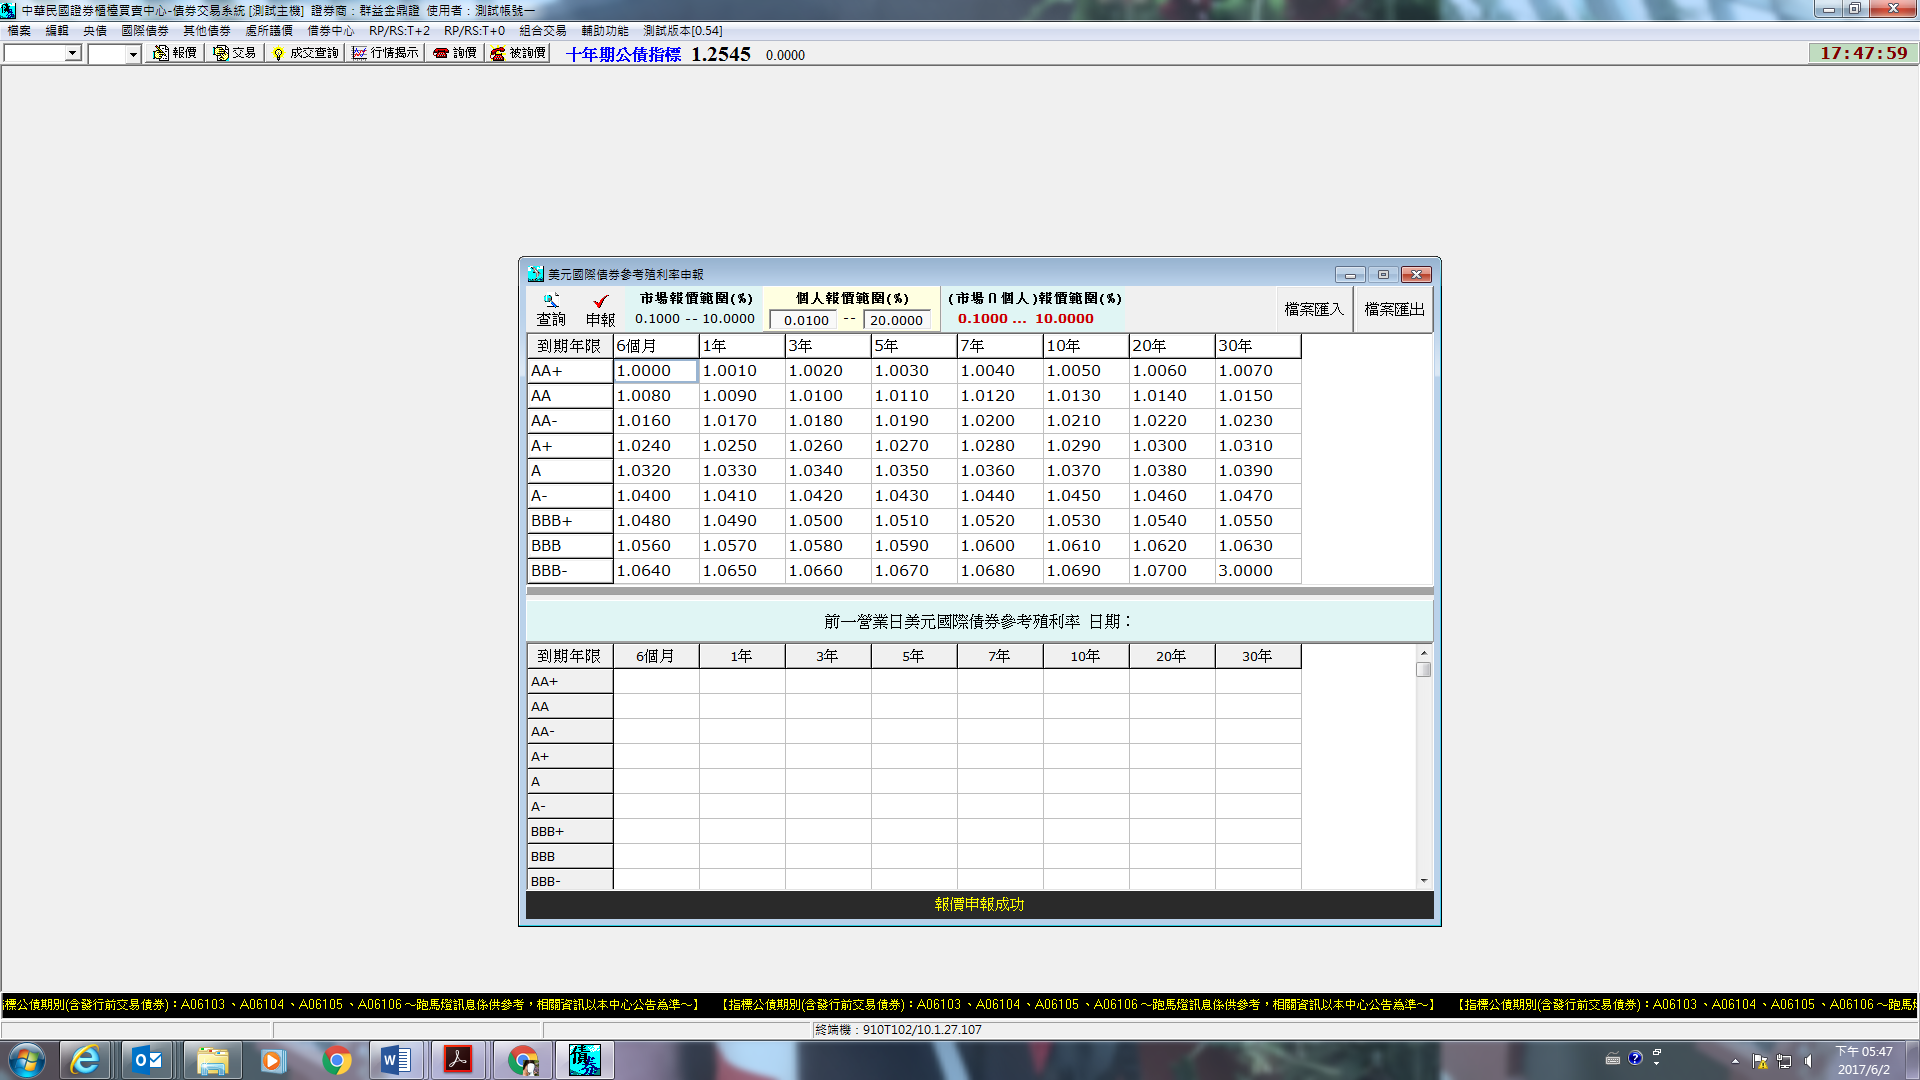 中華民國證券櫃檯買賣中心-債券交易系統 [測試主機] 證券商：群益金鼎證 使用者：測試帳號一
檔案 編輯 央債 國際債券 其他債券 處所議價 借券中心 RP/RS:T+2 RP/RS:T+0 組合交易 輔助功能 測試版本[0.54]
報價 交易 成交查詢 行情揭示 詢價 被詢價 十年期公債指標 1.2545 0.0000 17:47:59
美元國際債券參考殖利率申報
查詢 申報 市場報價範圍(%) 0.1000 -- 10.0000 個人報價範圍(%) 0.0100 -- 20.0000 (市場∩個人)報價範圍(%) 0.1000 ... 10.0000 檔案匯入 檔案匯出
到期年限 6個月 1年 3年 5年 7年 10年 20年 30年
AA+ 1.0000 1.0010 1.0020 1.0030 1.0040 1.0050 1.0060 1.0070
AA 1.0080 1.0090 1.0100 1.0110 1.0120 1.0130 1.0140 1.0150
AA- 1.0160 1.0170 1.0180 1.0190 1.0200 1.0210 1.0220 1.0230
A+ 1.0240 1.0250 1.0260 1.0270 1.0280 1.0290 1.0300 1.0310
A 1.0320 1.0330 1.0340 1.0350 1.0360 1.0370 1.0380 1.0390
A- 1.0400 1.0410 1.0420 1.0430 1.0440 1.0450 1.0460 1.0470
BBB+ 1.0480 1.0490 1.0500 1.0510 1.0520 1.0530 1.0540 1.0550
BBB 1.0560 1.0570 1.0580 1.0590 1.0600 1.0610 1.0620 1.0630
BBB- 1.0640 1.0650 1.0660 1.0670 1.0680 1.0690 1.0700 3.0000
前一營業日美元國際債券參考殖利率 日期：
到期年限 6個月 1年 3年 5年 7年 10年 20年 30年
AA+
AA
AA-
A+
A
A-
BBB+
BBB
BBB-
報價申報成功
指標公債期別(含發行前交易債券)：A06103、A06104、A06105、A06106～跑馬燈訊息係供參考，相關資訊以本中心公告為準～】 【指標公債期別(含發行前交易債券)：A06103、A06104、A06105、A06106～跑馬燈訊息係供參考，相關資訊以本中心公告為準～】 【指標公債期別(含發行前交易債券)：A06103、A06104、A06105、A06106～跑馬
終端機：910T102/10.1.27.107
債券
下午 05:47
2017/6/2